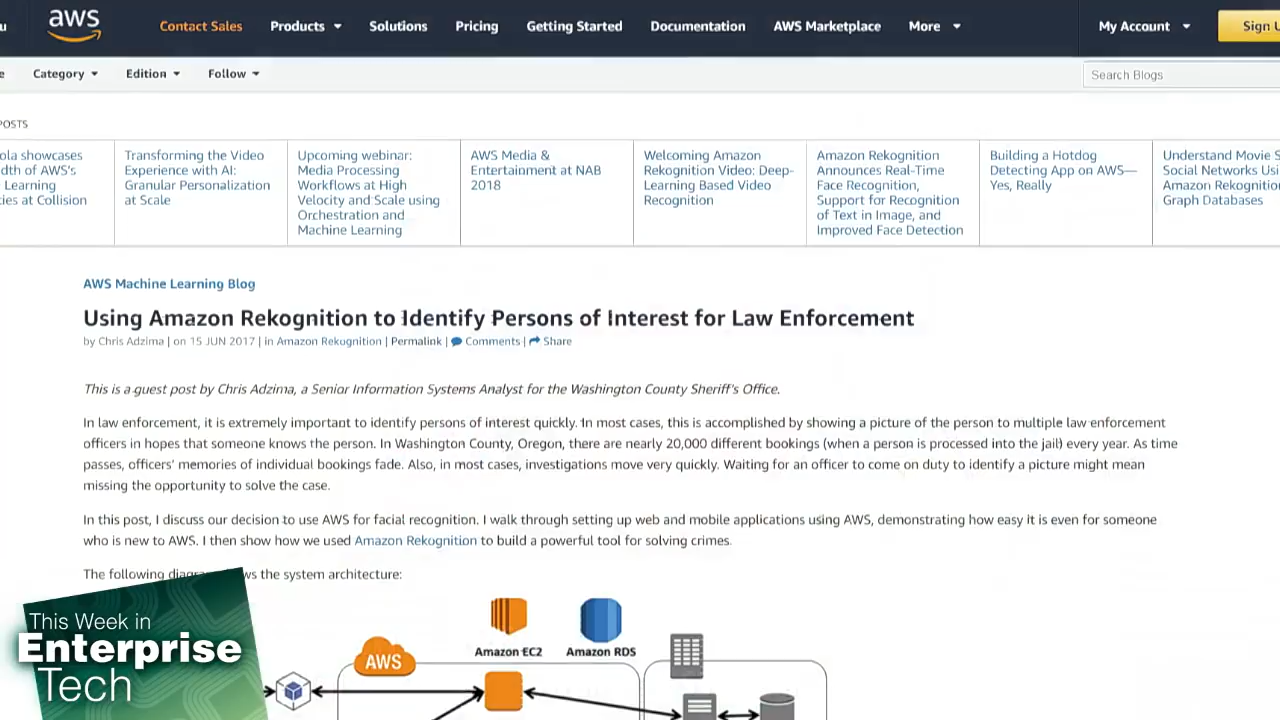 u
aws
Contact Sales
Products
Solutions
Pricing
Getting Started
Documentation
AWS Marketplace
More
My Account
Sign U
e
Category
Edition
Follow
Search Blogs
POSTS
ola showcases
dth of AWS's
Learning
ies at Collision
Transforming the Video
Experience with AI:
Granular Personalization
at Scale
Upcoming webinar:
Media Processing
Workflows at High
Velocity and Scale using
Orchestration and
Machine Learning
AWS Media &
Entertainment at NAB
2018
Welcoming Amazon
Rekognition Video: Deep-
Learning Based Video
Recognition
Amazon Rekognition
Announces Real-Time
Face Recognition,
Support for Recognition
of Text in Image, and
Improved Face Detection
Building a Hotdog
Detecting App on AWS—
Yes, Really
Understand Movie S
Social Networks Usi
Amazon Rekognition
Graph Databases
AWS Machine Learning Blog
Using Amazon Rekognition to Identify Persons of Interest for Law Enforcement
by Chris Adzima | on 15 JUN 2017 | in Amazon Rekognition | Permalink | Comments | Share
This is a guest post by Chris Adzima, a Senior Information Systems Analyst for the Washington County Sheriff's Office.
In law enforcement, it is extremely important to identify persons of interest quickly. In most cases, this is accomplished by showing a picture of the person to multiple law enforcement
officers in hopes that someone knows the person. In Washington County, Oregon, there are nearly 20,000 different bookings (when a person is processed into the jail) every year. As time
passes, officers' memories of individual bookings fade. Also, in most cases, investigations move very quickly. Waiting for an officer to come on duty to identify a picture might mean
missing the opportunity to solve the case.
In this post, I discuss our decision to use AWS for facial recognition. I walk through setting up web and mobile applications using AWS, demonstrating how easy it is even for someone
who is new to AWS. I then show how we used Amazon Rekognition to build a powerful tool for solving crimes.
The following diagram shows the system architecture:
Amazon EC2
Amazon RDS
AWS
This Week in
Enterprise
Tech